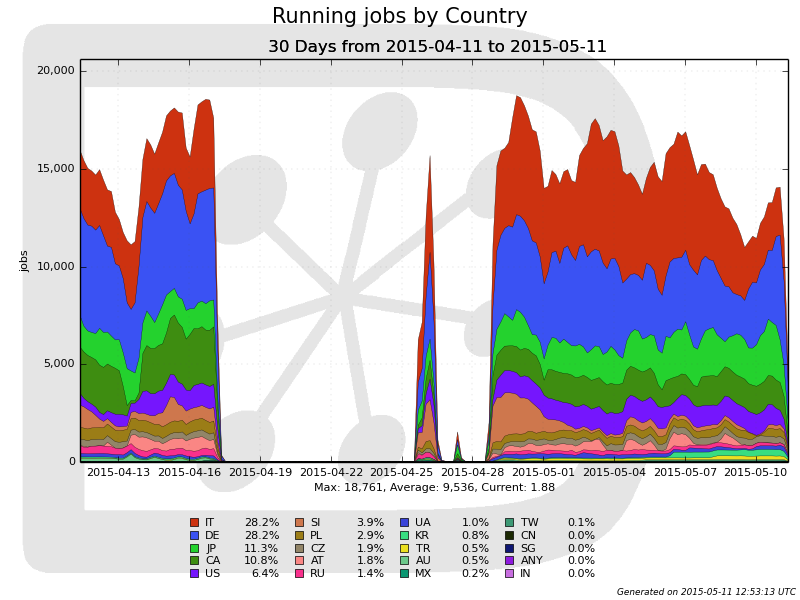 Running jobs by Country
30 Days from 2015-04-11 to 2015-05-11
20,000
15,000
10,000
5,000
0
jobs
2015-04-13 2015-04-16 2015-04-19 2015-04-22 2015-04-25 2015-04-28 2015-05-01 2015-05-04 2015-05-07 2015-05-10
Max: 18,761, Average: 9,536, Current: 1.88
IT 28.2% SI 3.9% UA 1.0% TW 0.1%
DE 28.2% PL 2.9% KR 0.8% CN 0.0%
JP 11.3% CZ 1.9% TR 0.5% SG 0.0%
CA 10.8% AT 1.8% AU 0.5% ANY 0.0%
US 6.4% RU 1.4% MX 0.2% IN 0.0%
Generated on 2015-05-11 12:53:13 UTC